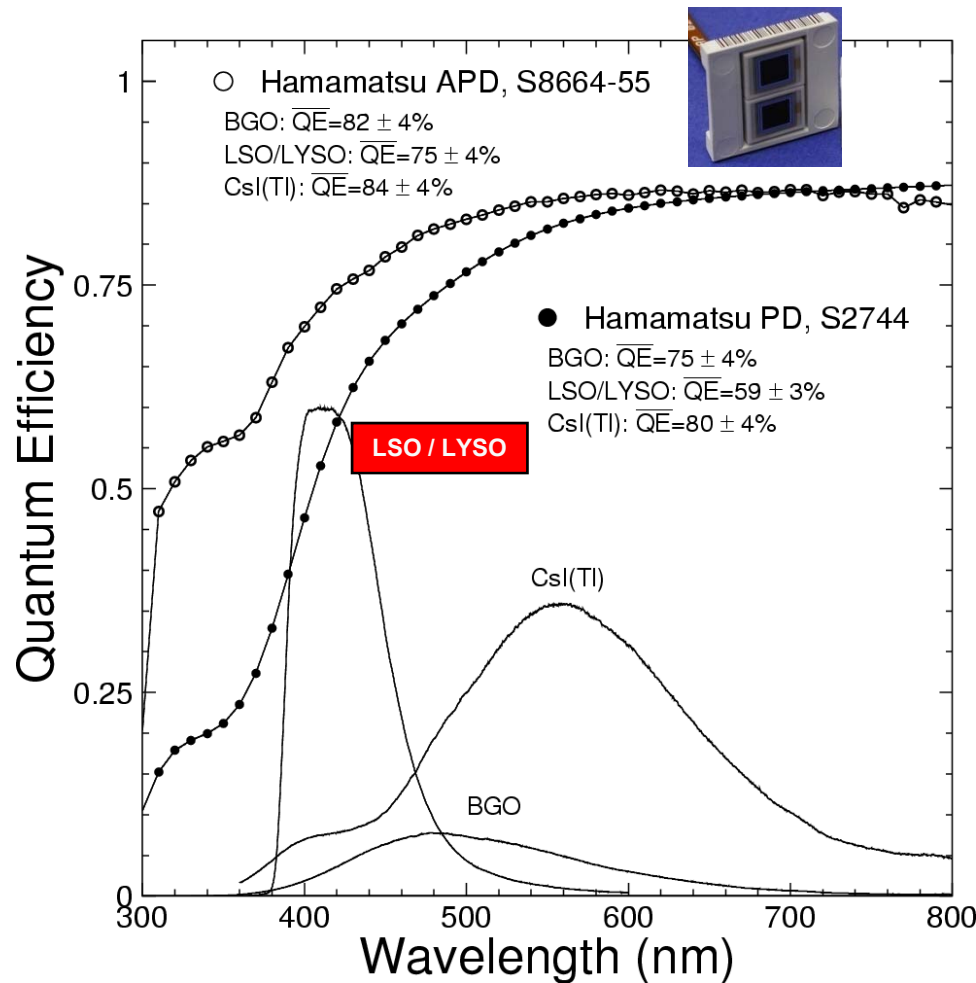 Hamamatsu APD, S8664-55
BGO: QE=82 ± 4%
LSO/LYSO: QE=75 ± 4%
CsI(Tl): QE=84 ± 4%
Hamamatsu PD, S2744
BGO: QE=75 ± 4%
LSO/LYSO: QE=59 ± 3%
CsI(Tl): QE=80 ± 4%
LSO / LYSO
CsI(Tl)
BGO
Quantum Efficiency
1
0.75
0.5
0.25
0
300 400 500 600 700 800
Wavelength (nm)